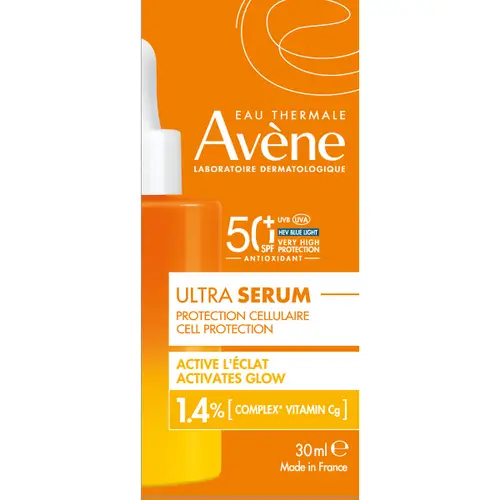 EAU THERMALE
Avène
LABORATOIRE DERMATOLOGIQUE
50+
SPF
UVB UVA
HEV BLUE LIGHT
VERY HIGH
PROTECTION
ANTIOXIDANT
ULTRA SERUM
PROTECTION CELLULAIRE
CELL PROTECTION
ACTIVE L'ÉCLAT
ACTIVATES GLOW
1.4% [COMPLEX* VITAMIN Cg]
30ml e
Made in France